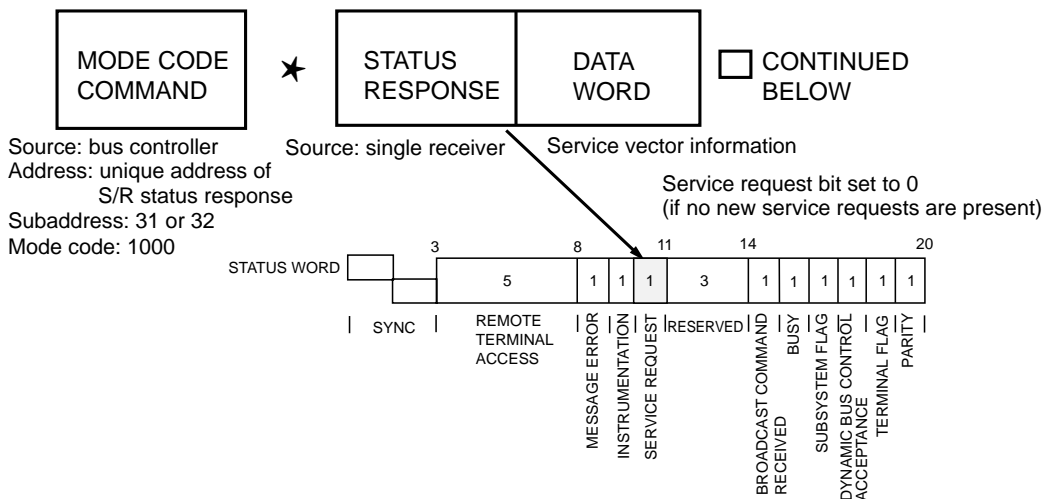 MODE CODE
COMMAND
STATUS
RESPONSE
DATA
WORD
CONTINUED
BELOW
Source: bus controller
Address: unique address of
S/R status response
Subaddress: 31 or 32
Mode code: 1000
Source: single receiver
Service vector information
Service request bit set to 0
(if no new service requests are present)
3
8
11
14
20
STATUS WORD
5
1
1
1
3
1
1
1
1
1
1
SYNC
REMOTE
TERMINAL
ACCESS
MESSAGE ERROR
INSTRUMENTATION
SERVICE REQUEST
RESERVED
BROADCAST COMMAND
RECEIVED
BUSY
SUBSYSTEM FLAG
DYNAMIC BUS CONTROL
ACCEPTANCE
TERMINAL FLAG
PARITY